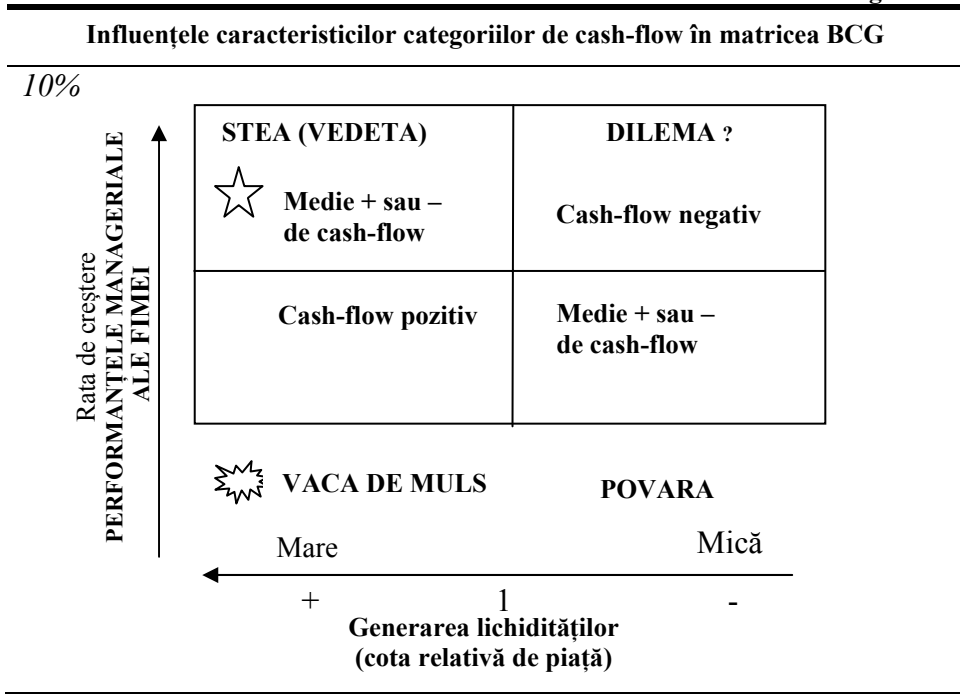 Influențele caracteristicilor categoriilor de cash-flow în matricea BCG
10%
STEA (VEDETA)
DILEMA ?
Medie + sau –
de cash-flow
Cash-flow negativ
Cash-flow pozitiv
Medie + sau –
de cash-flow
Rata de creștere
PERFORMANȚELE MANAGERIALE
ALE FIMEI
VACA DE MULS
POVARA
Mare
Mică
+ 1 -
Generarea lichidităților
(cota relativă de piață)